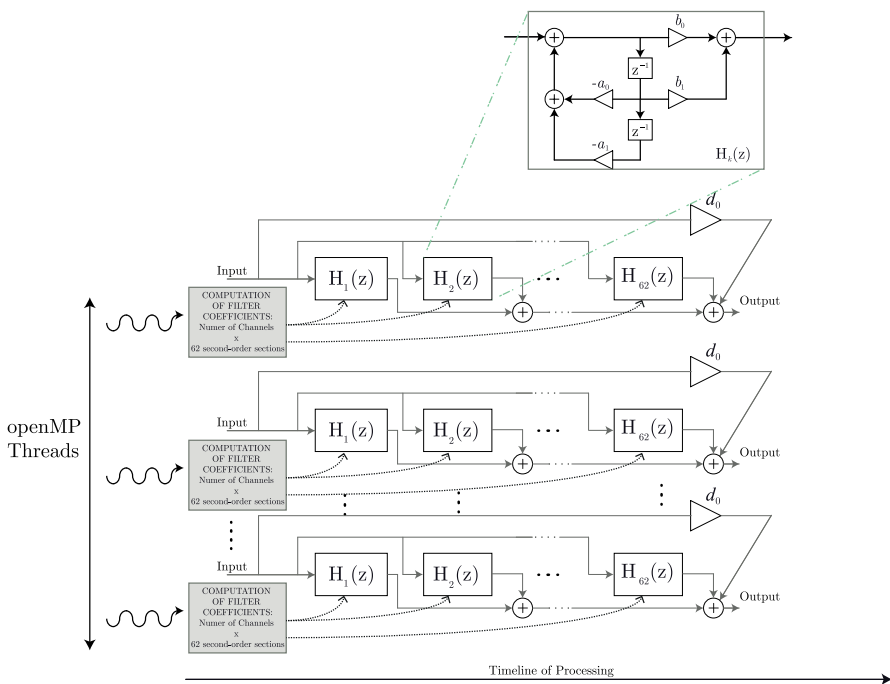 b₀
z⁻¹
-a₀
b₁
z⁻¹
-a₁
Hₖ(z)
d₀
Input
H₁(z)
H₂(z)
H₆₂(z)
Output
COMPUTATION
OF FILTER
COEFFICIENTS:
Numer of Channels
x
62 second-order sections
openMP
Threads
d₀
Input
H₁(z)
H₂(z)
H₆₂(z)
Output
COMPUTATION
OF FILTER
COEFFICIENTS:
Numer of Channels
x
62 second-order sections
d₀
Input
H₁(z)
H₂(z)
H₆₂(z)
Output
COMPUTATION
OF FILTER
COEFFICIENTS:
Numer of Channels
x
62 second-order sections
Timeline of Processing